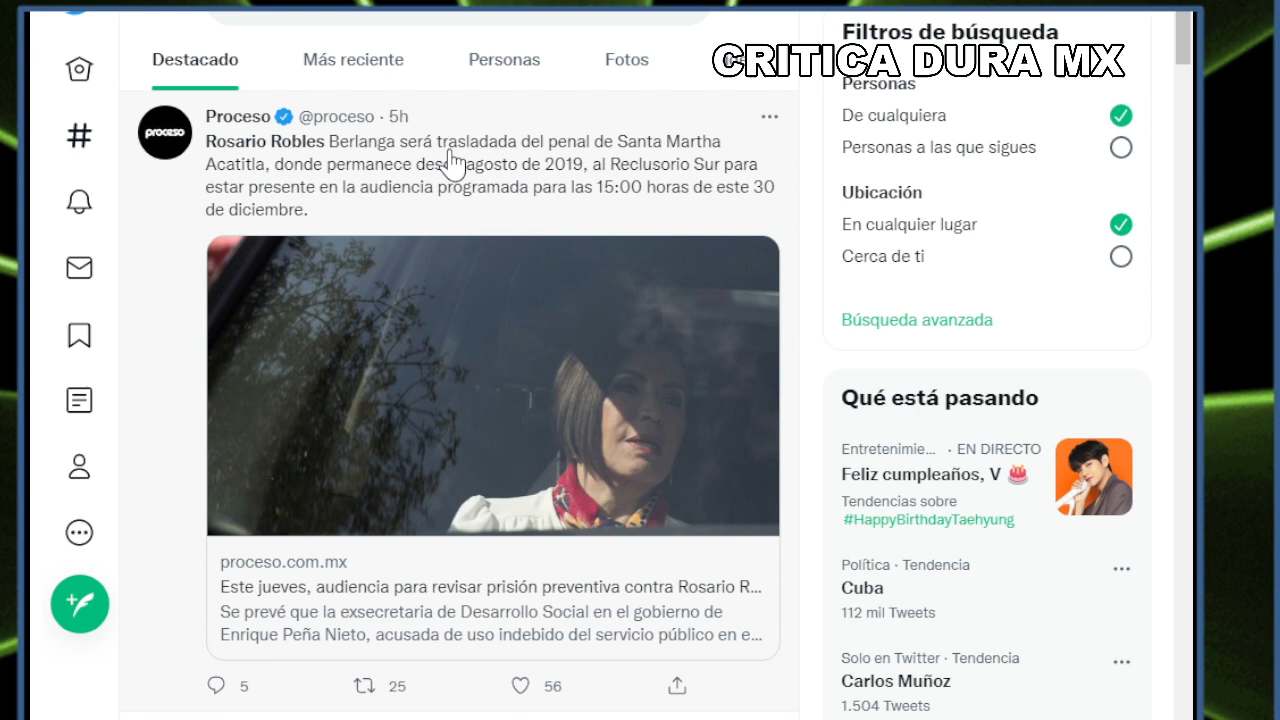 Destacado
Más reciente
Personas
Fotos
CRITICA DURA MX
proceso
Proceso @proceso · 5h
Rosario Robles Berlanga será trasladada del penal de Santa Martha
Acatitla, donde permanece agosto de 2019, al Reclusorio Sur para
estar presente en la audiencia programada para las 15:00 horas de este 30
de diciembre.
proceso.com.mx
Este jueves, audiencia para revisar prisión preventiva contra Rosario R...
Se prevé que la exsecretaria de Desarrollo Social en el gobierno de
Enrique Peña Nieto, acusada de uso indebido del servicio público en e...
5
25
56
Filtros de búsqueda
Personas
De cualquiera
Personas a las que sigues
Ubicación
En cualquier lugar
Cerca de ti
Búsqueda avanzada
Qué está pasando
Entretenimie... · EN DIRECTO
Feliz cumpleaños, V 🎂
Tendencias sobre
#HappyBirthdayTaehyung
Política · Tendencia
Cuba
112 mil Tweets
Solo en Twitter · Tendencia
Carlos Muñoz
1.504 Tweets